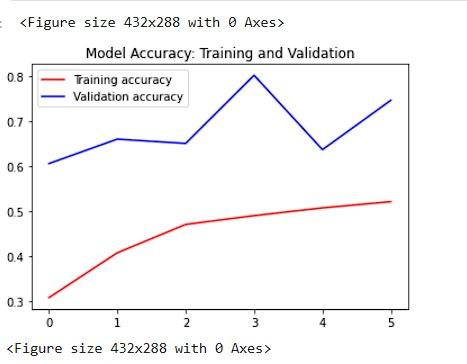 <Figure size 432x288 with 0 Axes>
Model Accuracy: Training and Validation
Training accuracy
Validation accuracy
0.8
0.7
0.6
0.5
0.4
0.3
0 1 2 3 4 5
<Figure size 432x288 with 0 Axes>